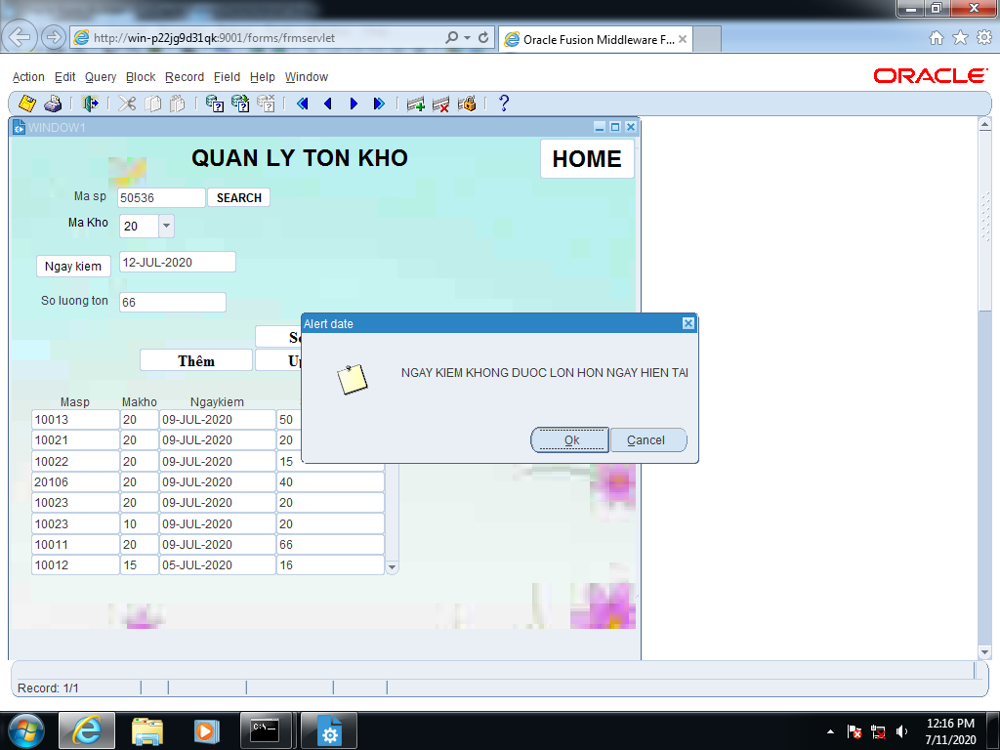 http://win-p22jg9d31qk:9001/forms/frmservlet
Oracle Fusion Middleware F...
Action Edit Query Block Record Field Help Window
ORACLE
WINDOW1
QUAN LY TON KHO
HOME
Ma sp 50536 SEARCH
Ma Kho 20
Ngay kiem 12-JUL-2020
So luong ton 66
Thêm
Alert date
NGAY KIEM KHONG DUOC LON HON NGAY HIEN TAI
Ok Cancel
Masp Makho Ngaykiem
10013 20 09-JUL-2020 50
10021 20 09-JUL-2020 20
10022 20 09-JUL-2020 15
20106 20 09-JUL-2020 40
10023 20 09-JUL-2020 20
10023 10 09-JUL-2020 20
10011 20 09-JUL-2020 66
10012 15 05-JUL-2020 16
Record: 1/1
12:16 PM
7/11/2020